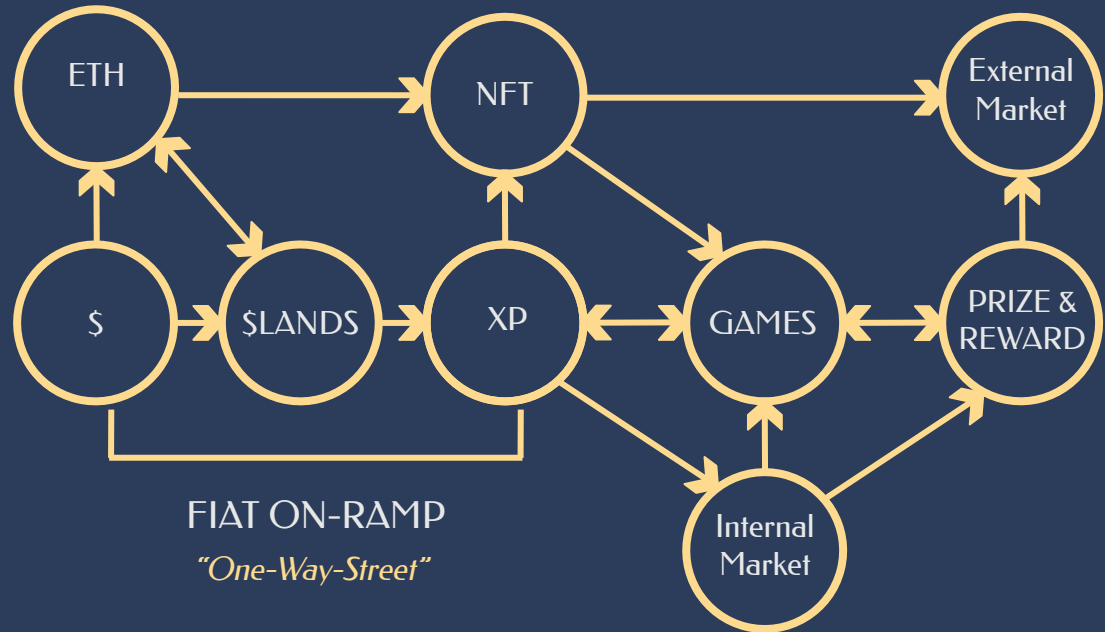 ETH
NFT
External
Market
$
$LANDS
XP
GAMES
PRIZE &
REWARD
FIAT ON-RAMP
“One-Way-Street”
Internal
Market